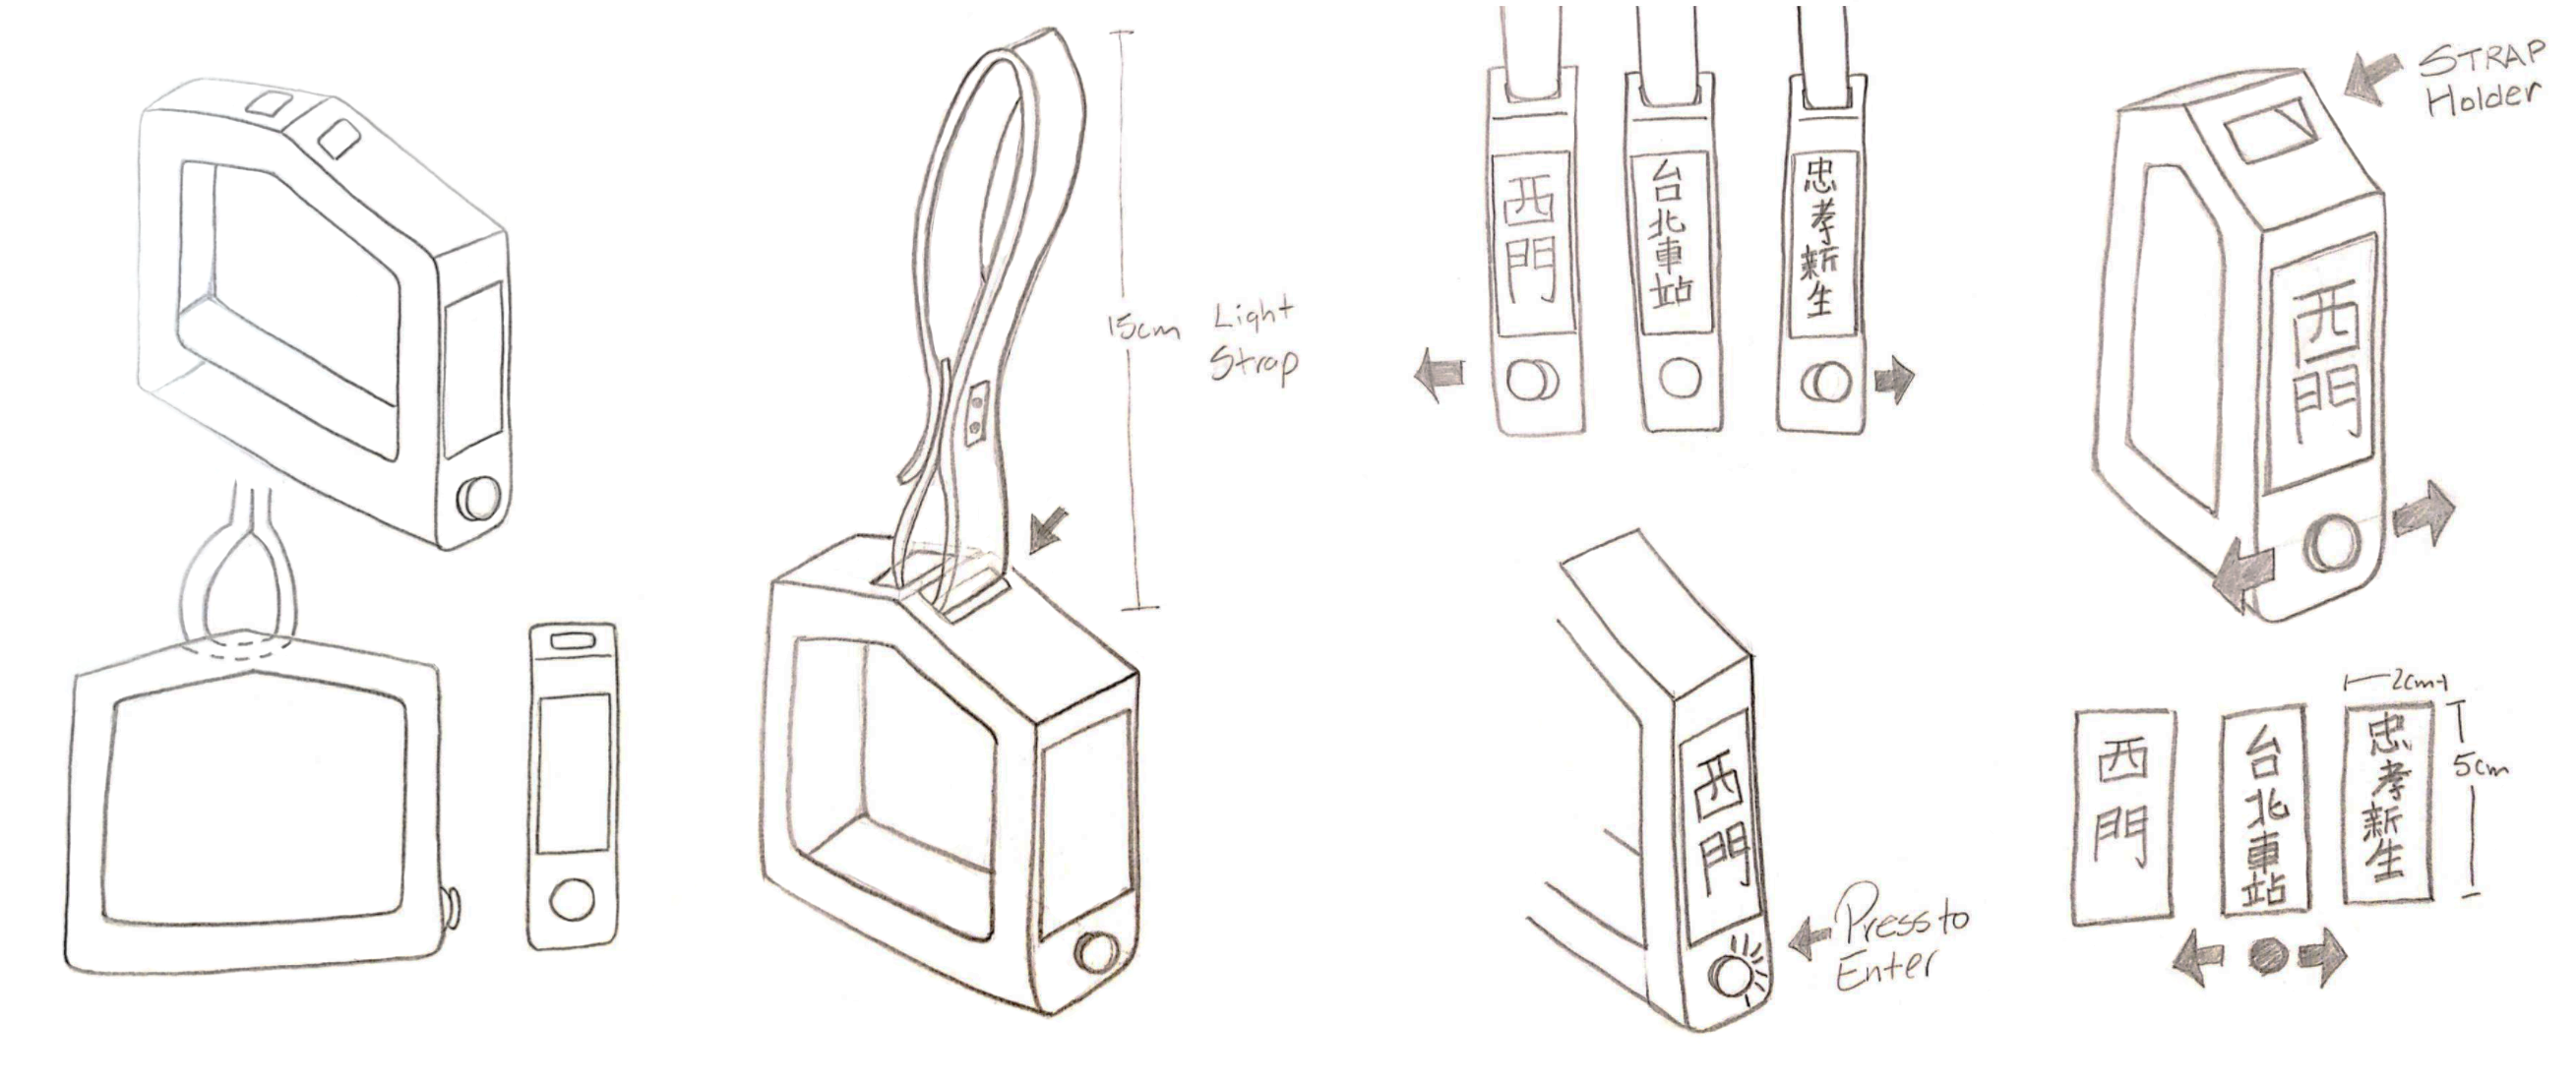 15cm
Light
Strap
西門
台北車站
忠孝新生
STRAP
Holder
西門
西門
Press to
Enter
2cm
西門
台北車站
忠孝新生
5cm